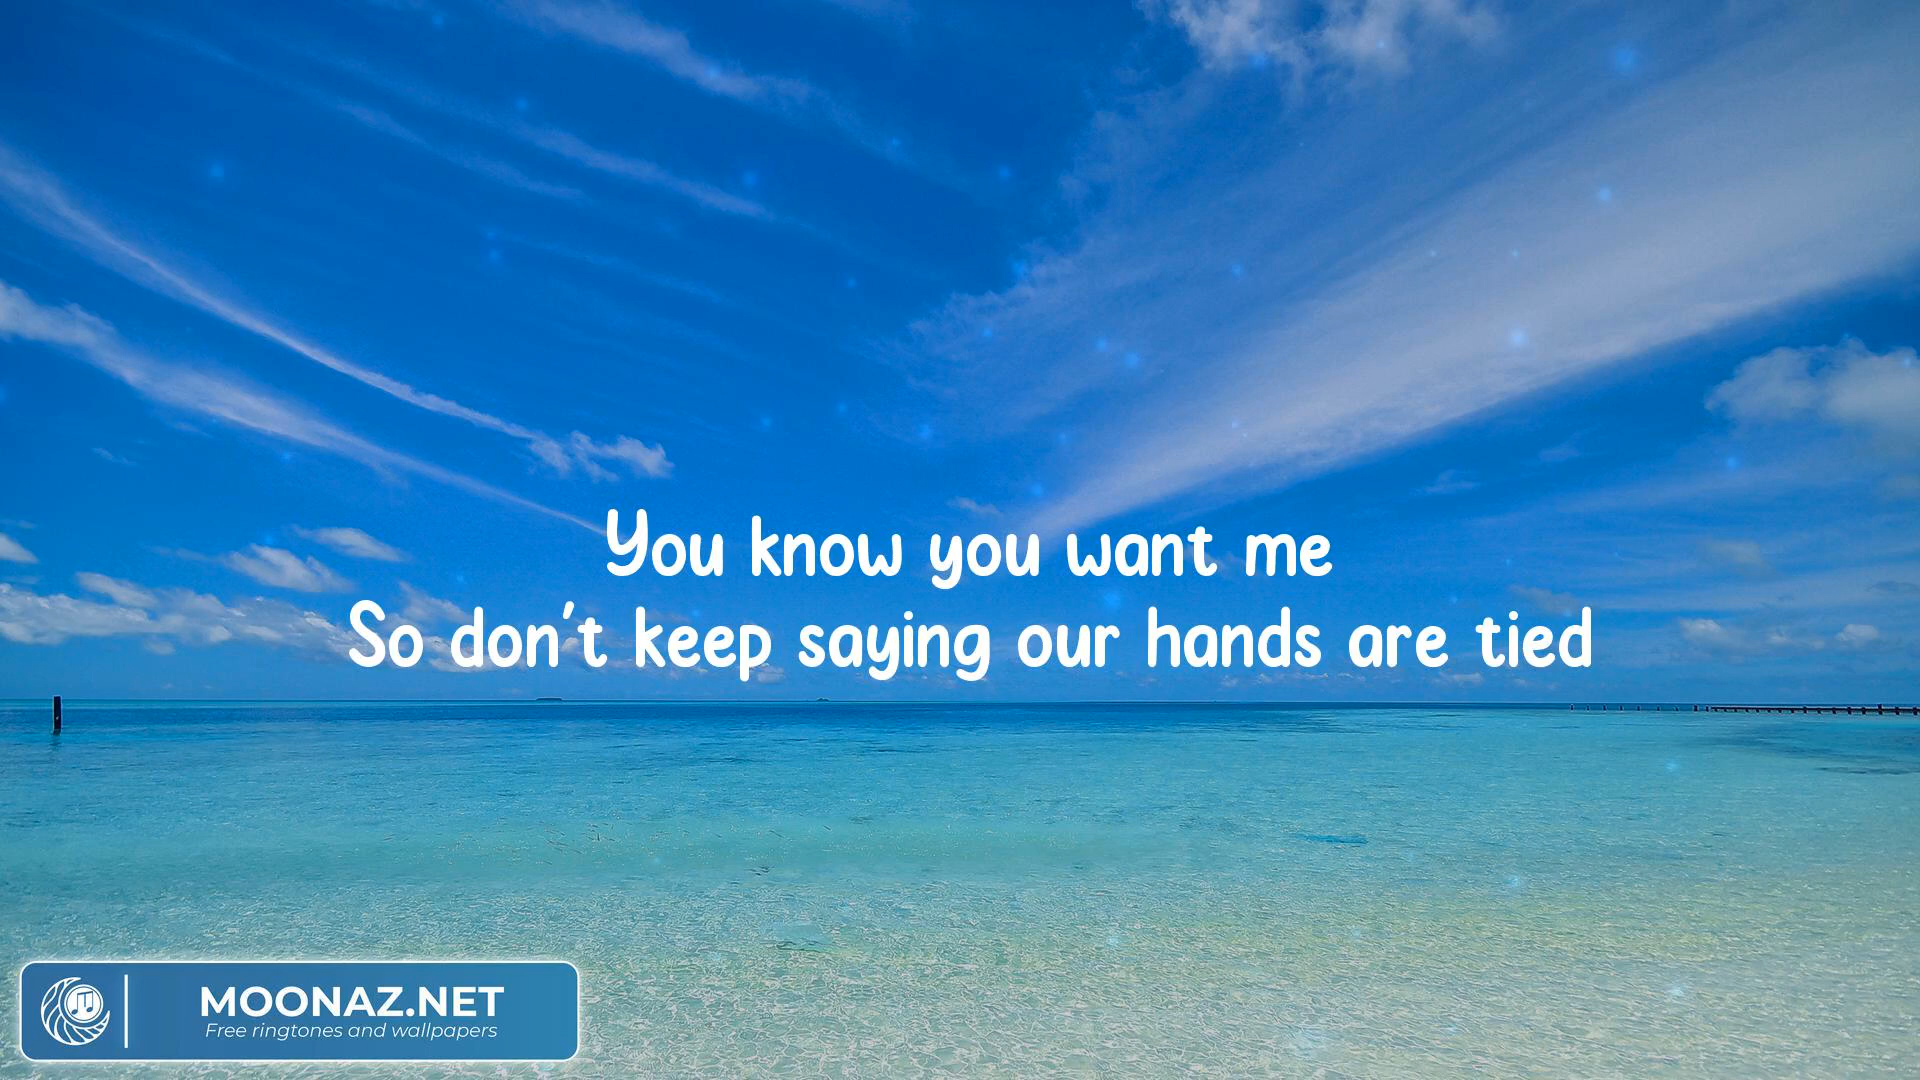 You know you want me
So don't keep saying our hands are tied
MOONAZ.NET
Free ringtones and wallpapers